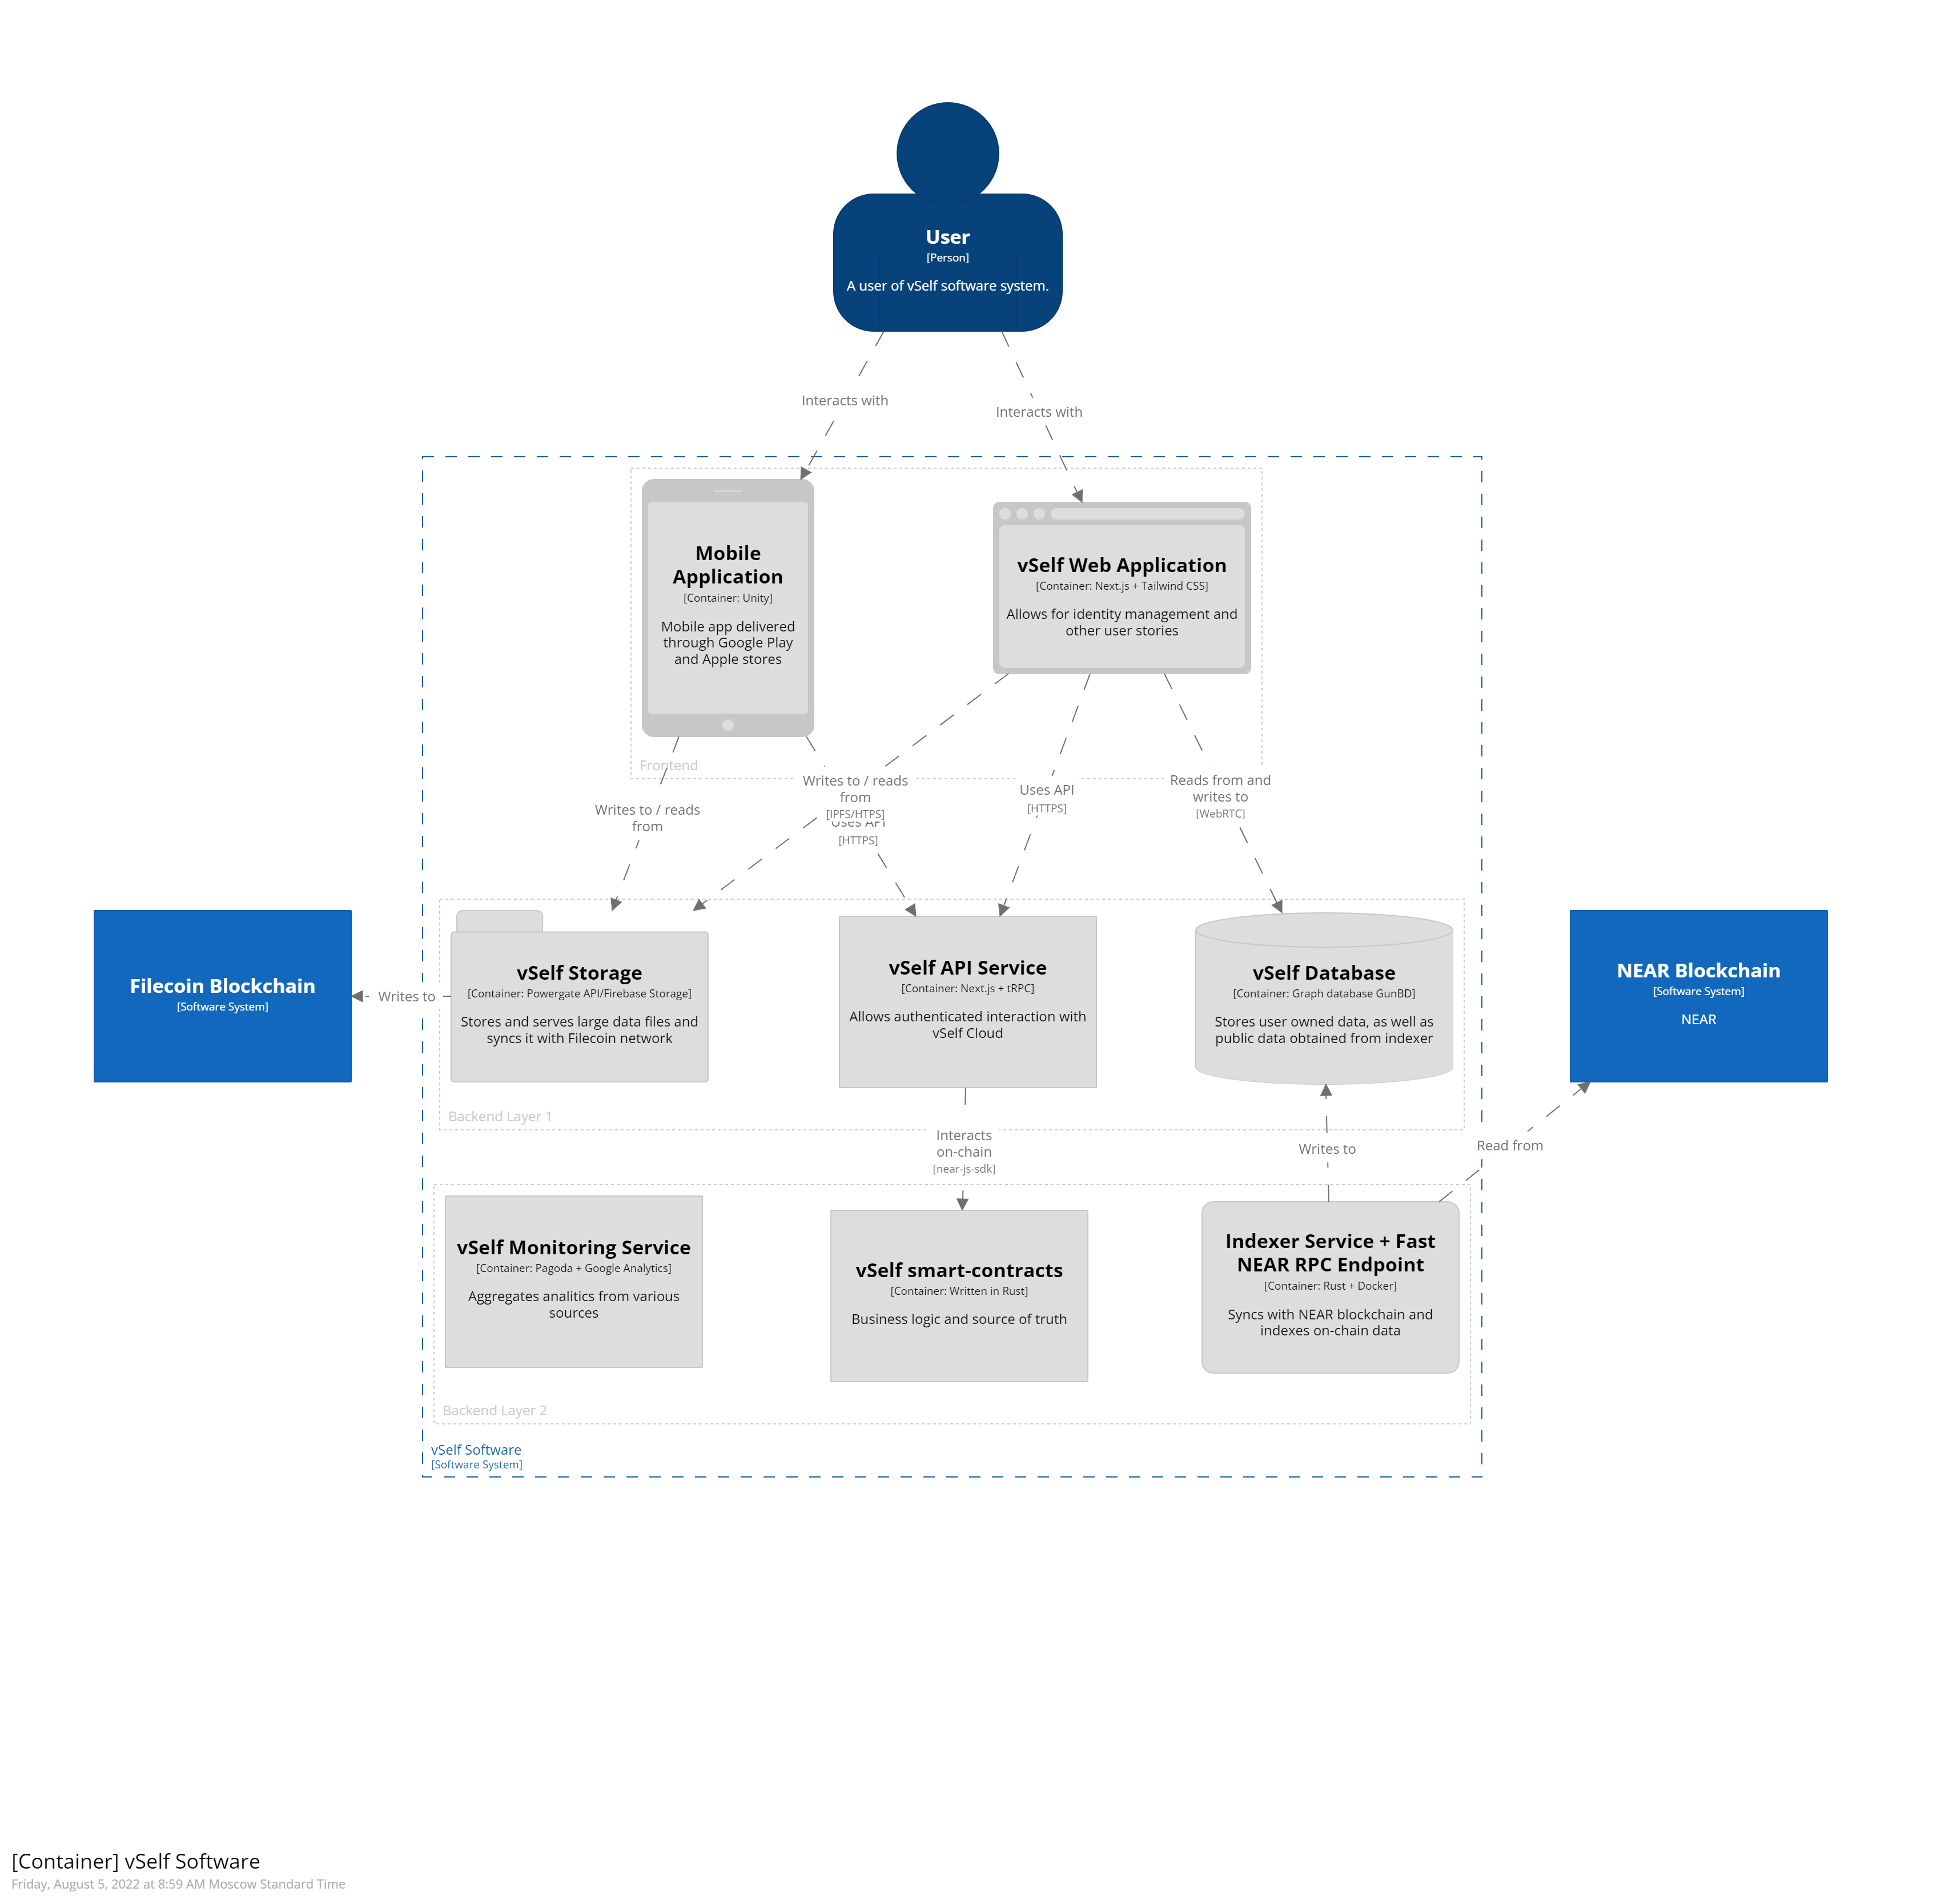 User
[Person]
A user of vSelf software system.
Interacts with
Interacts with
Mobile
Application
[Container: Unity]
Mobile app delivered
through Google Play
and Apple stores
vSelf Web Application
[Container: Next.js + Tailwind CSS]
Allows for identity management and
other user stories
Frontend
Writes to / reads
from
Writes to / reads
from
[IPFS/HTPS]
Uses API
[HTTPS]
Uses API
[HTTPS]
Reads from and
writes to
[WebRTC]
Filecoin Blockchain
[Software System]
Writes to
vSelf Storage
[Container: Powergate API/Firebase Storage]
Stores and serves large data files and
syncs it with Filecoin network
vSelf API Service
[Container: Next.js + tRPC]
Allows authenticated interaction with
vSelf Cloud
vSelf Database
[Container: Graph database GunBD]
Stores user owned data, as well as
public data obtained from indexer
NEAR Blockchain
[Software System]
NEAR
Backend Layer 1
Interacts
on-chain
[near-js-sdk]
Writes to
Read from
vSelf Monitoring Service
[Container: Pagoda + Google Analytics]
Aggregates analitics from various
sources
vSelf smart-contracts
[Container: Written in Rust]
Business logic and source of truth
Indexer Service + Fast
NEAR RPC Endpoint
[Container: Rust + Docker]
Syncs with NEAR blockchain and
indexes on-chain data
Backend Layer 2
vSelf Software
[Software System]
[Container] vSelf Software
Friday, August 5, 2022 at 8:59 AM Moscow Standard Time